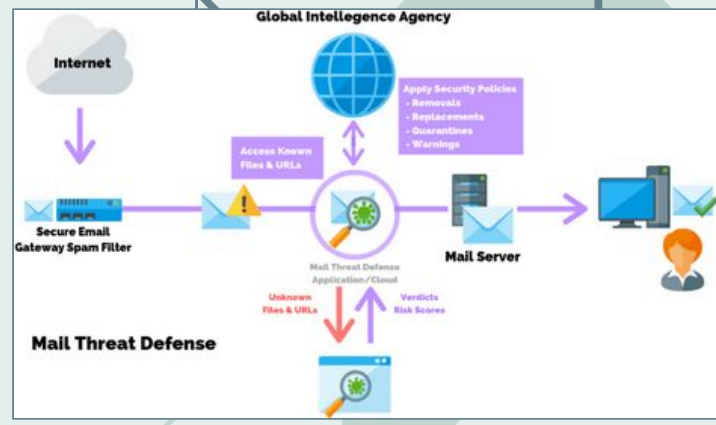 Global Intellegence Agency
Internet
Apply Security Policies
- Removals
- Replacements
- Quarantines
- Warnings
Access Known
Files & URLs
Secure Email
Gateway Spam Filter
Mail Server
Mail Threat Defense
Application/Cloud
Unknown
Files & URLs
Verdicts
Risk Scores
Mail Threat Defense